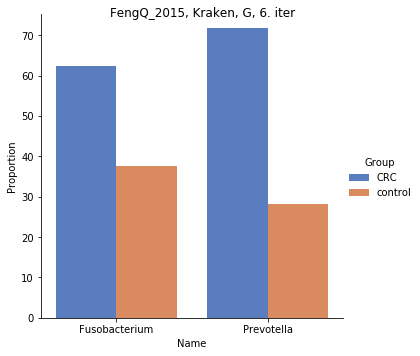 FengQ_2015, Kraken, G, 6. iter
70
60
50
40
30
20
10
0
Proportion
Fusobacterium
Prevotella
Name
Group
CRC
control